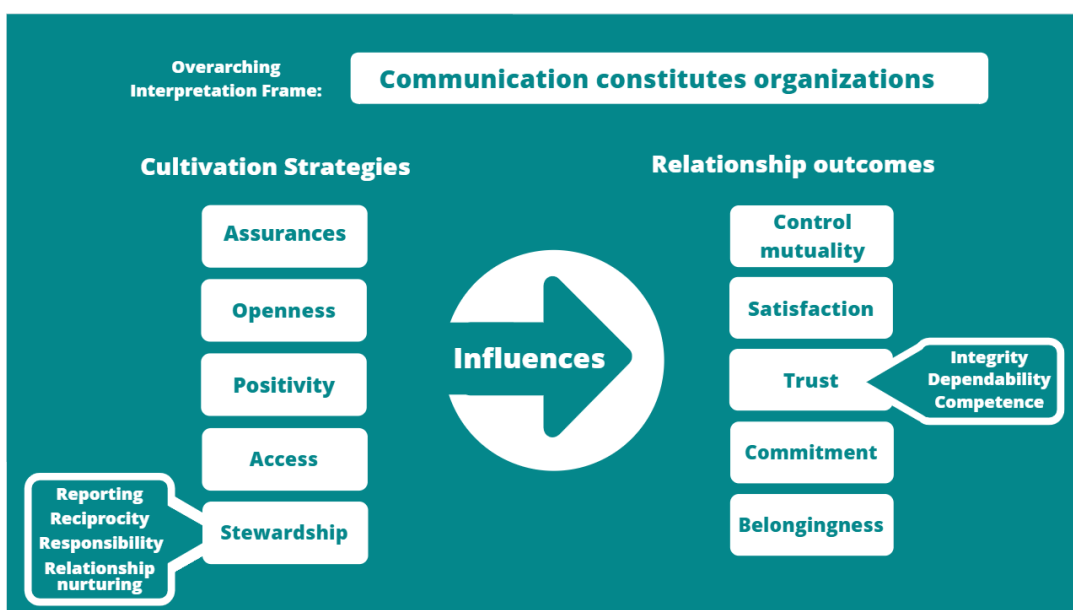 Overarching
Interpretation Frame:
Communication constitutes organizations
Cultivation Strategies
Assurances
Openness
Positivity
Access
Stewardship
Reporting
Reciprocity
Responsibility
Relationship
nurturing
Influences
Relationship outcomes
Control
mutuality
Satisfaction
Trust
Integrity
Dependability
Competence
Commitment
Belongingness